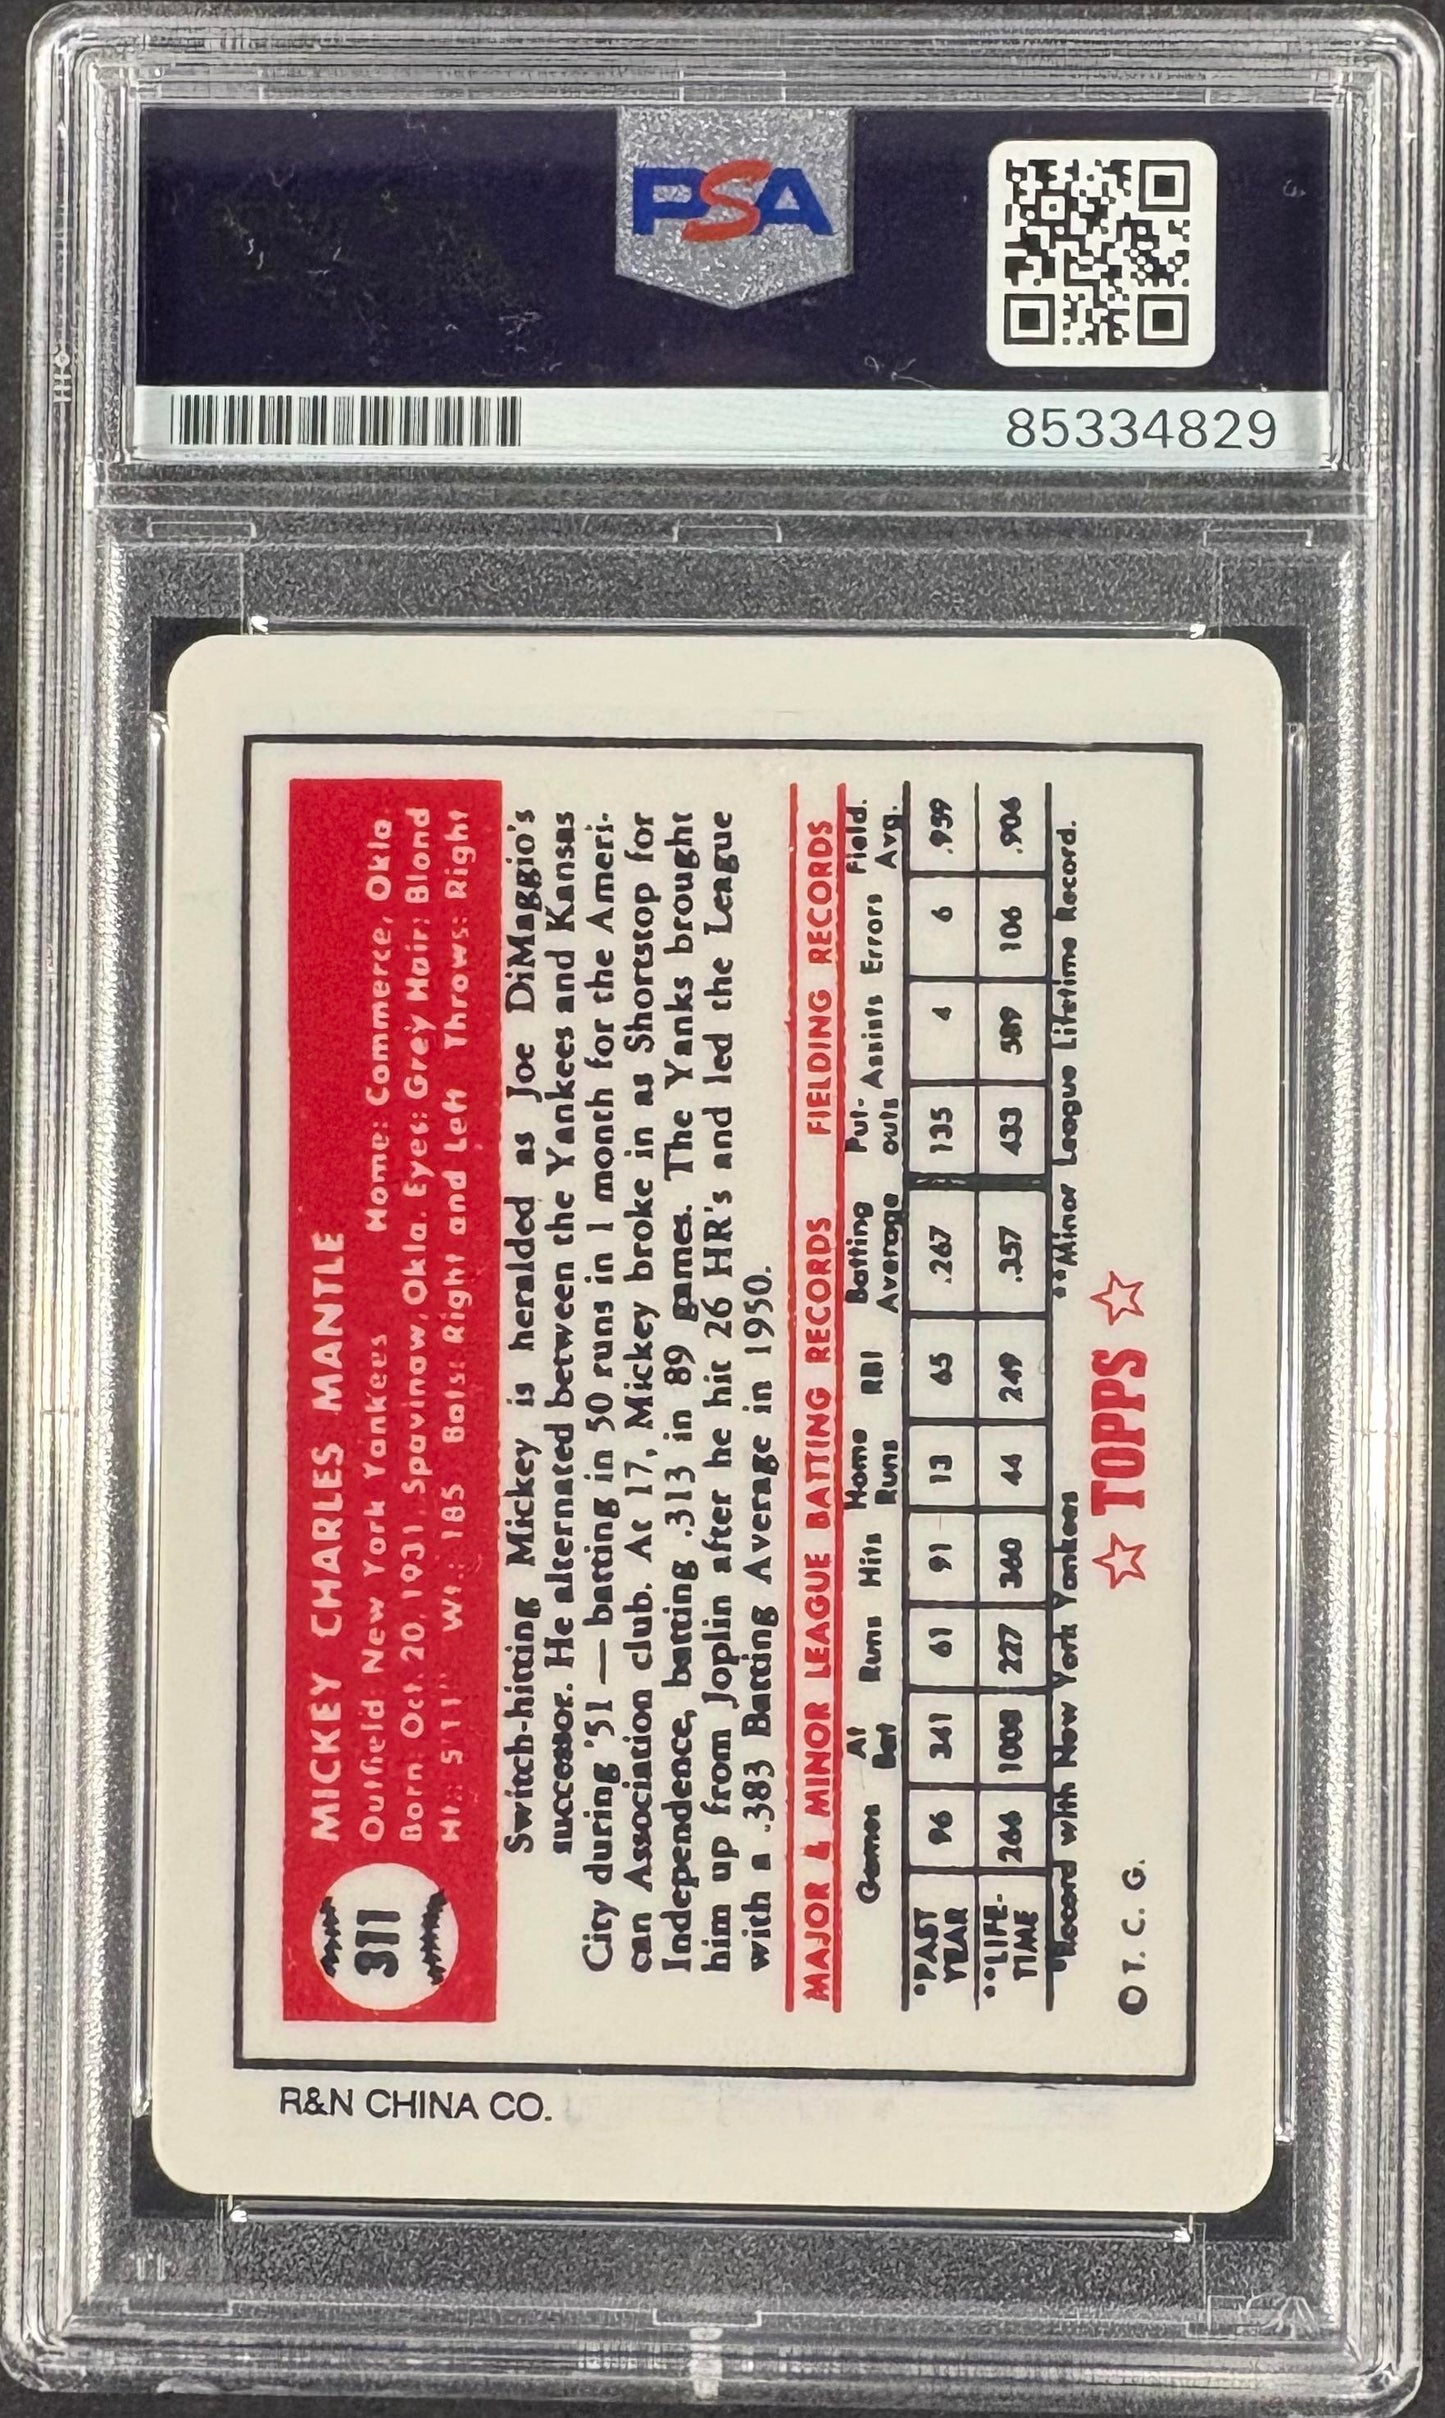 PSA
85334829
R&N CHINA CO.
311
MICKEY CHARLES MANTLE
Outfield New York Yankees Home: Commerce, Okla.
Born: Oct. 20, 1931, Spavinaw, Okla. Eyes: Grey Hair: Blond
Ht.: 5'11" Wt.: 185 Bats: Right and Left Throws: Right
Switch-hitting Mickey is heralded as Joe DiMaggio's
successor. He alternated between the Yankees and Kansas
City during '51 — batting in 50 runs in 1 month for the Ameri-
can Association club. At 17, Mickey broke in as Shortstop for
Independence, batting .313 in 89 games. The Yanks brought
him up from Joplin after he hit 26 HR's and led the League
with a .383 Batting Average in 1950.
MAJOR & MINOR LEAGUE BATTING RECORDS FIELDING RECORDS
Games At Bat Runs Hits Home Runs RBI Batting Average Put-outs Assists Errors Field. Avg.
*PAST YEAR 96 341 61 91 13 65 .267 135 4 6 .959
**LIFE-TIME 266 1008 227 360 44 249 .357 433 589 106 .906
*Record with New York Yankees **Minor League Lifetime Record.
© T. C. G. ☆ TOPPS ☆